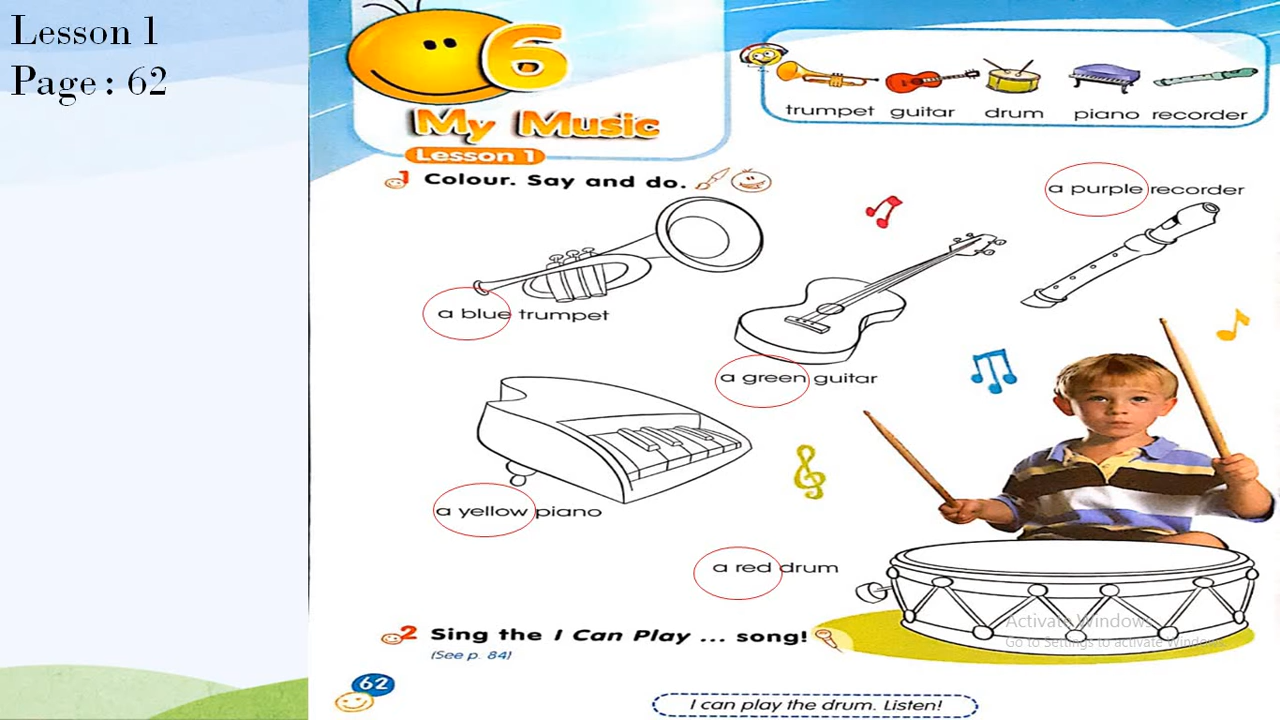 Lesson 1
Page : 62
6
My Music
Lesson 1
trumpet guitar drum piano recorder
1 Colour. Say and do.
a purple recorder
a blue trumpet
a green guitar
a yellow piano
a red drum
2 Sing the I Can Play ... song!
(See p. 84)
Activate Windows
Go to Settings to activate Windows.
62
I can play the drum. Listen!